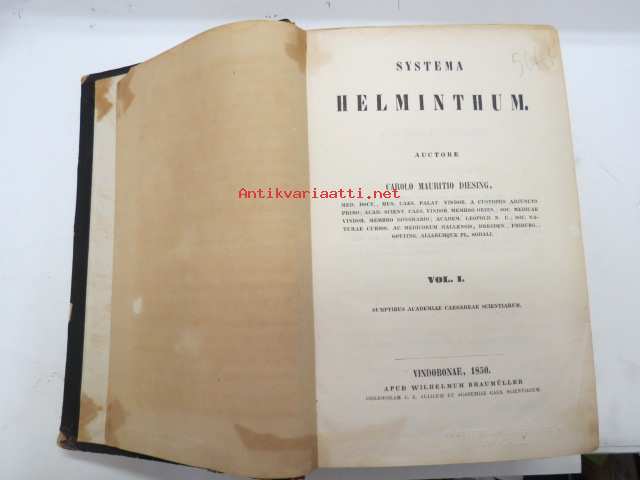 SYSTEMA
HELMINTHUM.
AUCTORE
CAROLO MAURITIO DIESING,
MED. DOCT., MUS. CAES. PALAT. VINDOB. A CUSTODIS ADJUNCTO
PRIMO; ACAD. SCIENT. CAES. VINDOB. MEMBRO ORDIN.; SOC. MEDICAE
VINDOB. MEMBRO HONORARIO; ACADEM. LEOPOLD. N. C., SOC. NA-
TURAE CURIOS. AC MEDICORUM HALLENSIS, DRESDEN., FRIBURG.,
GOTTING. ALIARUMQUE PL. SODALI.
Antikvariaatti.net
VOL. I.
SUMPTIBUS ACADEMIAE CAESAREAE SCIENTIARUM.
VINDOBONAE, 1850.
APUD WILHELMUM BRAUMÜLLER
BIBLIOPOLAM C. R. AULICUM ET ACADEMIAE CAES. SCIENTIARUM.